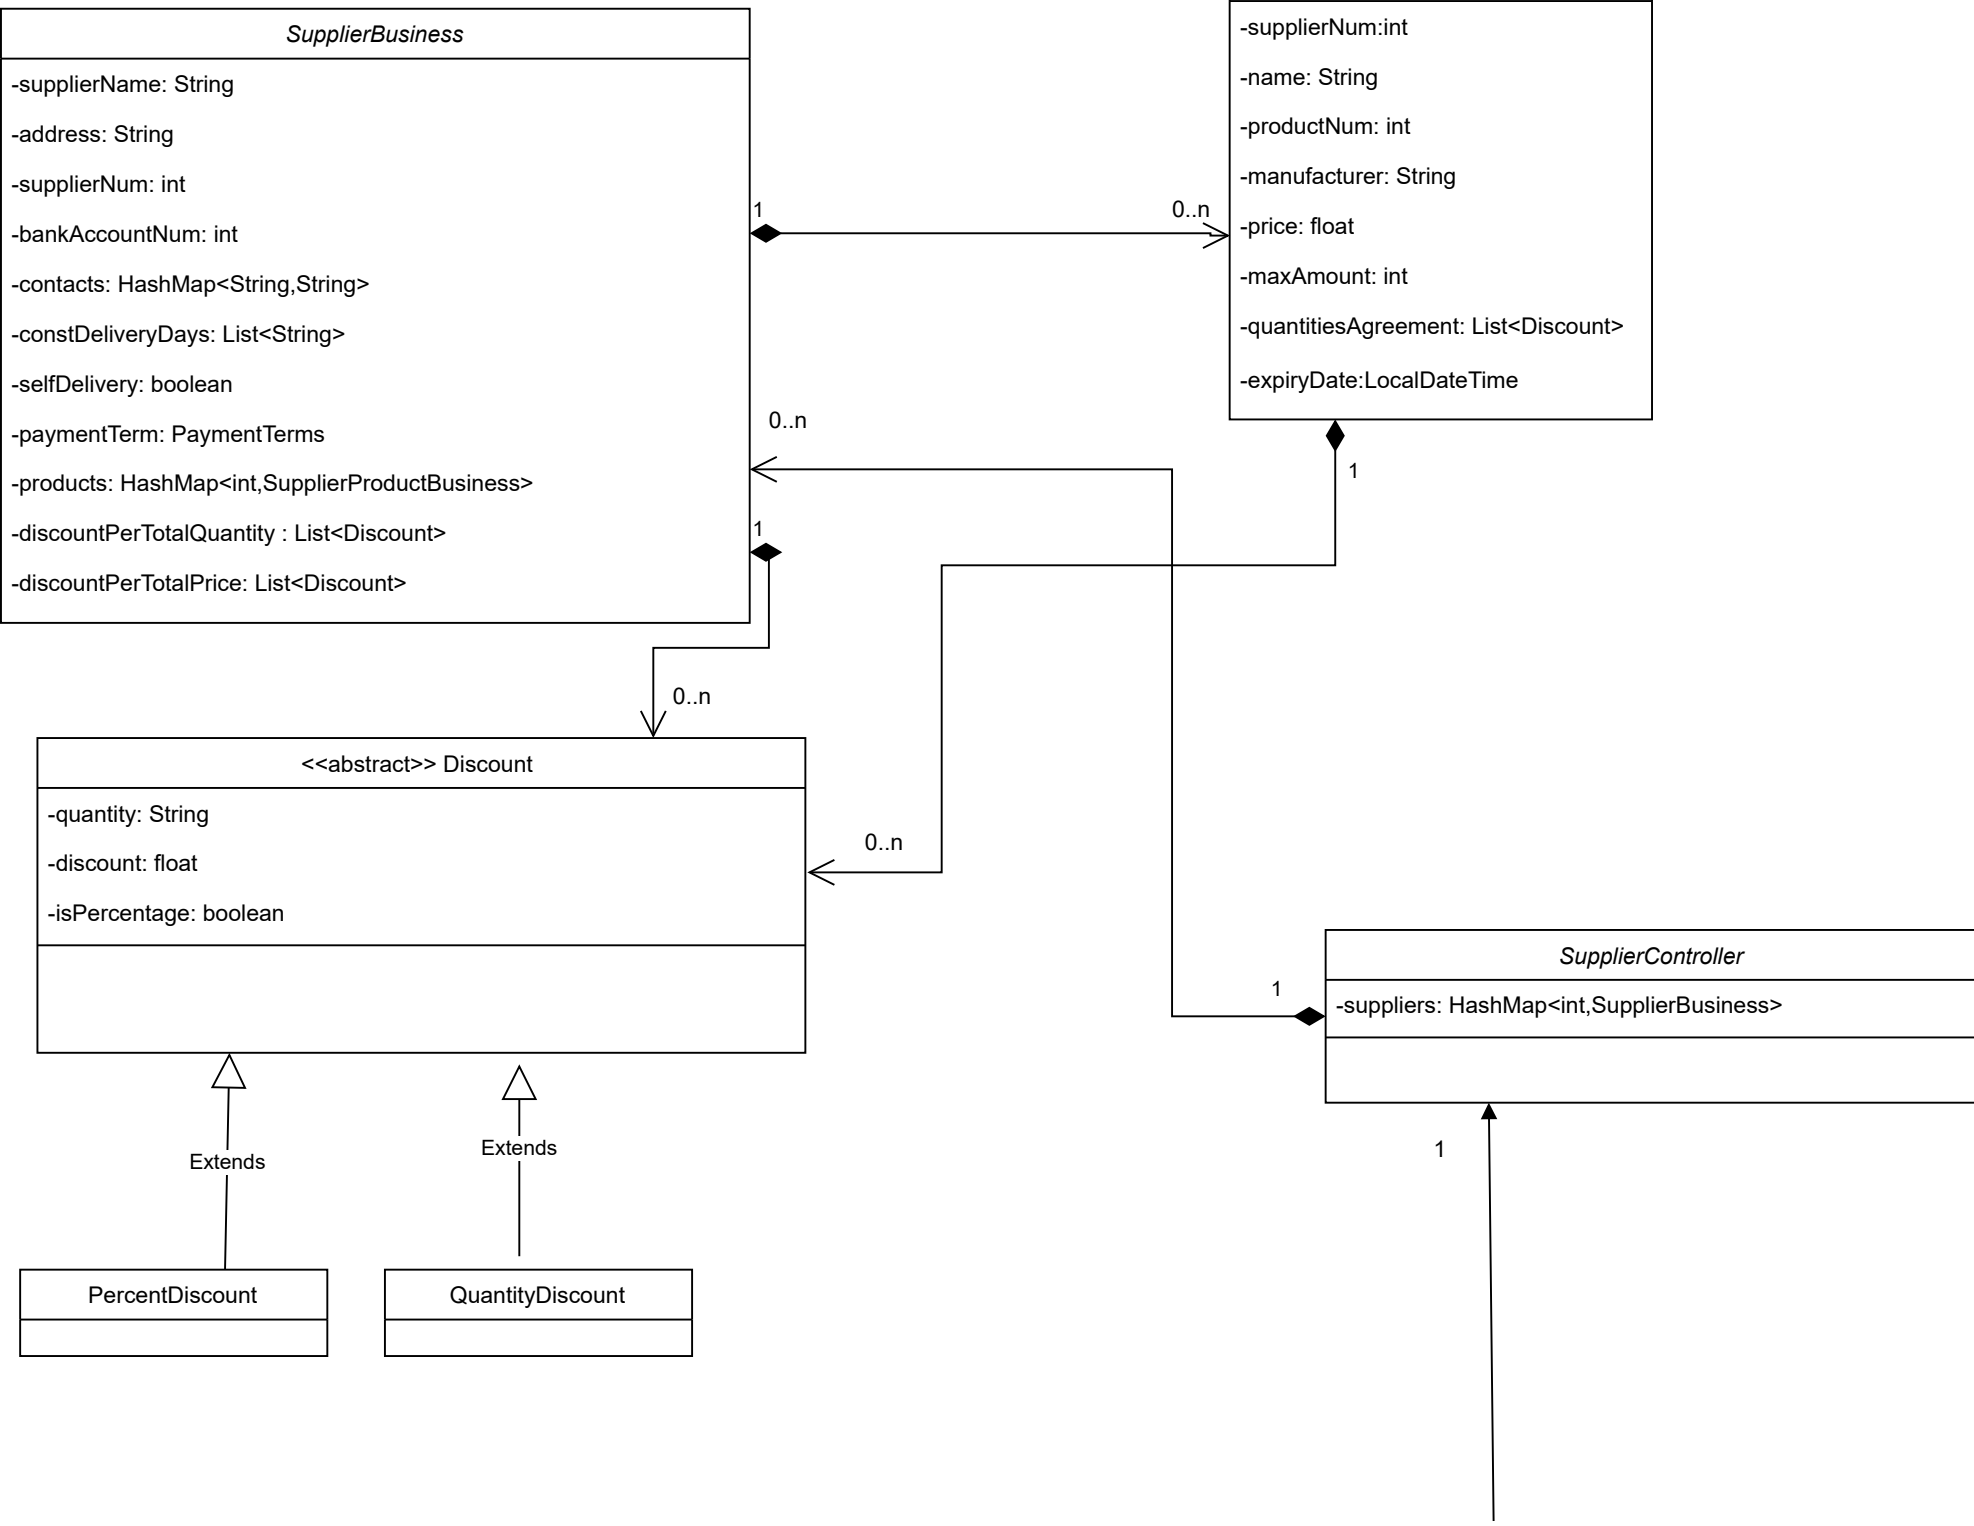 SupplierBusiness
-supplierName: String
-address: String
-supplierNum: int
-bankAccountNum: int
-contacts: HashMap<String,String>
-constDeliveryDays: List<String>
-selfDelivery: boolean
-paymentTerm: PaymentTerms
-products: HashMap<int,SupplierProductBusiness>
-discountPerTotalQuantity : List<Discount>
-discountPerTotalPrice: List<Discount>
1
0..n
-supplierNum:int
-name: String
-productNum: int
-manufacturer: String
-price: float
-maxAmount: int
-quantitiesAgreement: List<Discount>
-expiryDate:LocalDateTime
0..n
1
1
0..n
<<abstract>> Discount
-quantity: String
-discount: float
-isPercentage: boolean
0..n
SupplierController
-suppliers: HashMap<int,SupplierBusiness>
1
1
Extends
Extends
PercentDiscount
QuantityDiscount